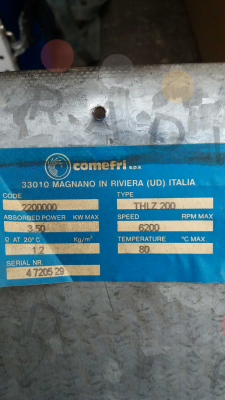 comefri s.p.a.
33010 MAGNANO IN RIVIERA (UD) ITALIA
CODE TYPE
2200000 THLZ 200
ABSORBED POWER KW MAX SPEED RPM MAX
3.50 6200
Ω AT 20°C Kg/m³ TEMPERATURE °C MAX
1.2 80
SERIAL NR.
4 7205 29